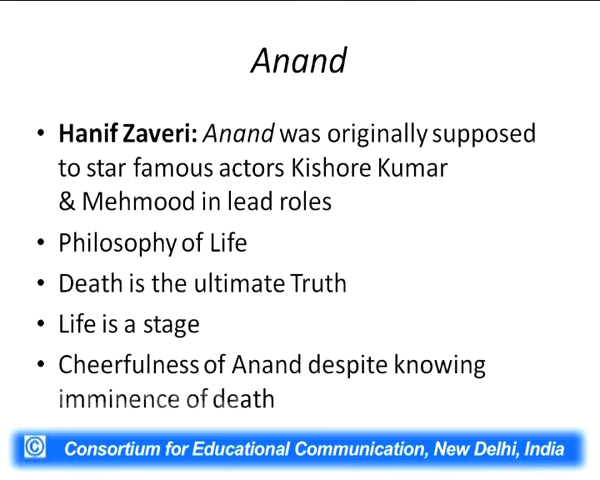 Anand
• Hanif Zaveri: Anand was originally supposed
to star famous actors Kishore Kumar
& Mehmood in lead roles
• Philosophy of Life
• Death is the ultimate Truth
• Life is a stage
• Cheerfulness of Anand despite knowing
imminence of death
© Consortium for Educational Communication, New Delhi, India